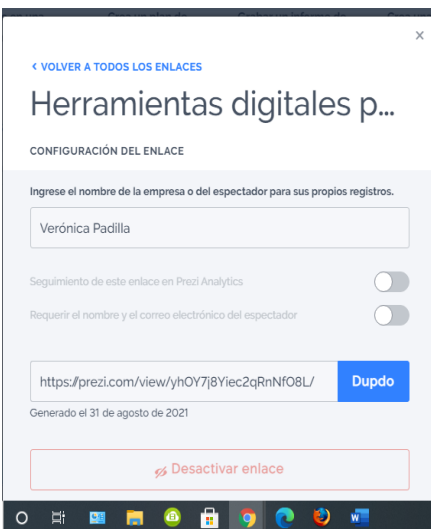 VOLVER A TODOS LOS ENLACES
Herramientas digitales p...
CONFIGURACIÓN DEL ENLACE
Ingrese el nombre de la empresa o del espectador para sus propios registros.
Verónica Padilla
Seguimiento de este enlace en Prezi Analytics
Requerir el nombre y el correo electrónico del espectador
https://prezi.com/view/yhOY7j8Yiec2qRnNfO8L/ Dupdo
Generado el 31 de agosto de 2021
Desactivar enlace